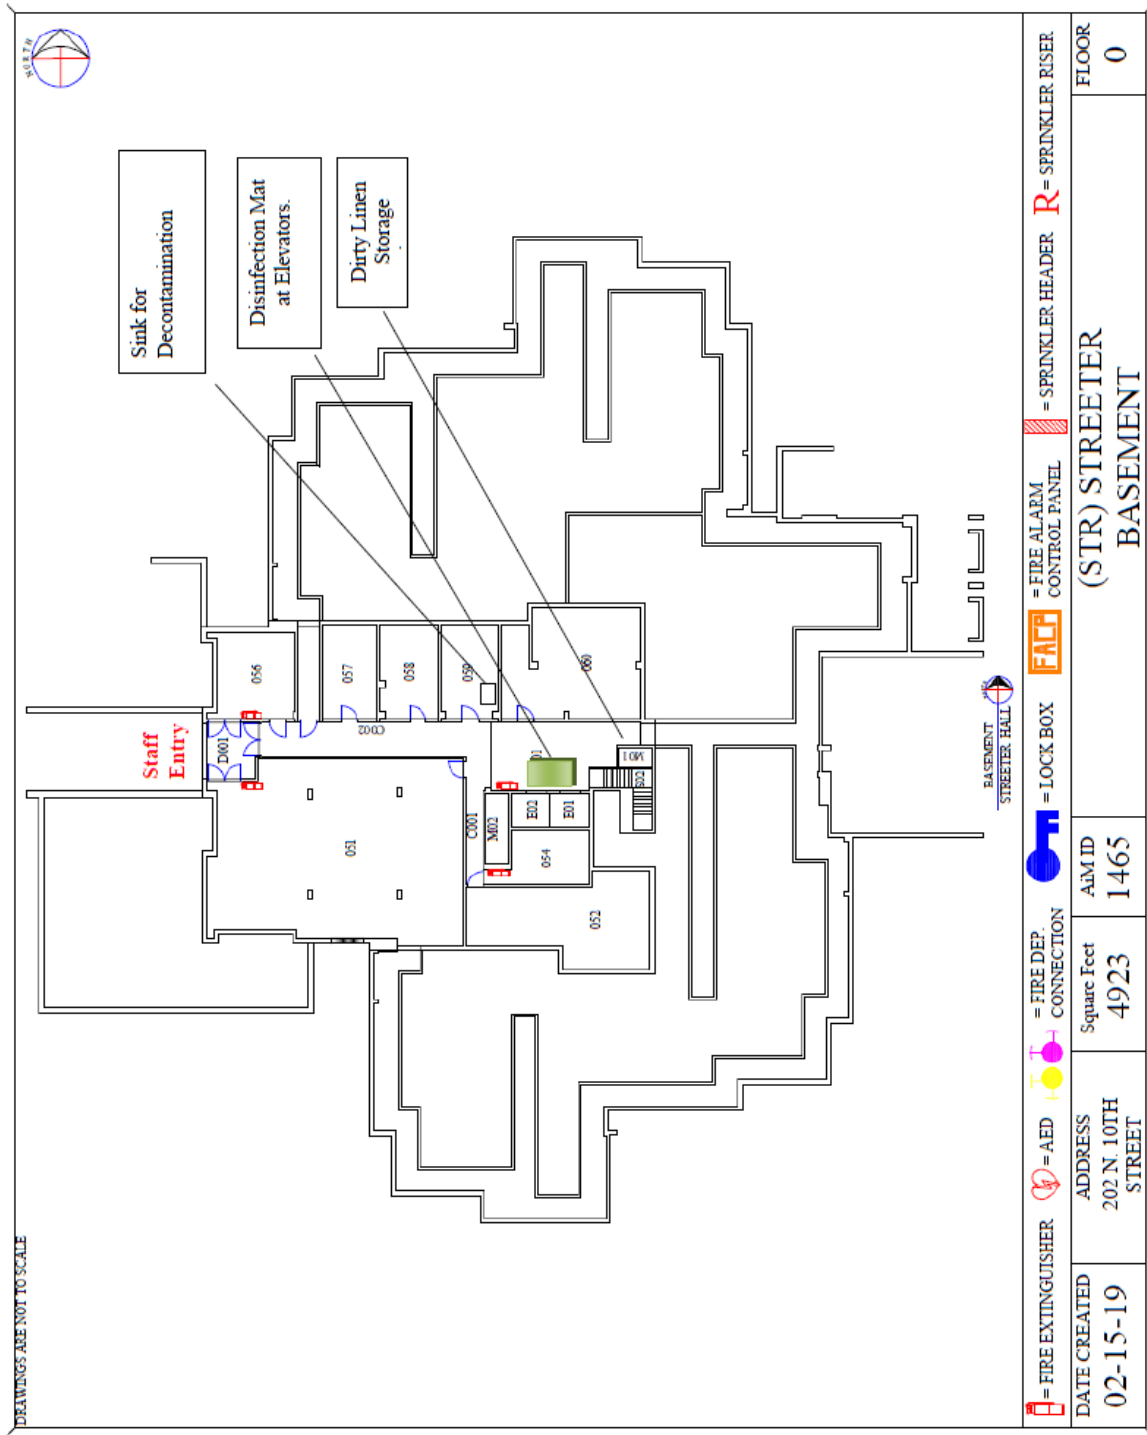 DRAWINGS ARE NOT TO SCALE
NORTH
Sink for
Decontamination
Disinfection Mat
at Elevators.
Dirty Linen
Storage
Staff
Entry
D001
056
057
058
059
060
C002
051
C001
M02
E02
E01
054
052
01
M01
S02
BASEMENT
STREETER HALL
= FIRE EXTINGUISHER
= AED
= FIRE DEP.
CONNECTION
= LOCK BOX
FACP
= FIRE ALARM
CONTROL PANEL
= SPRINKLER HEADER
R = SPRINKLER RISER
DATE CREATED
02-15-19
ADDRESS
202 N. 10TH
STREET
Square Feet
4923
AiM ID
1465
(STR) STREETER
BASEMENT
FLOOR
0